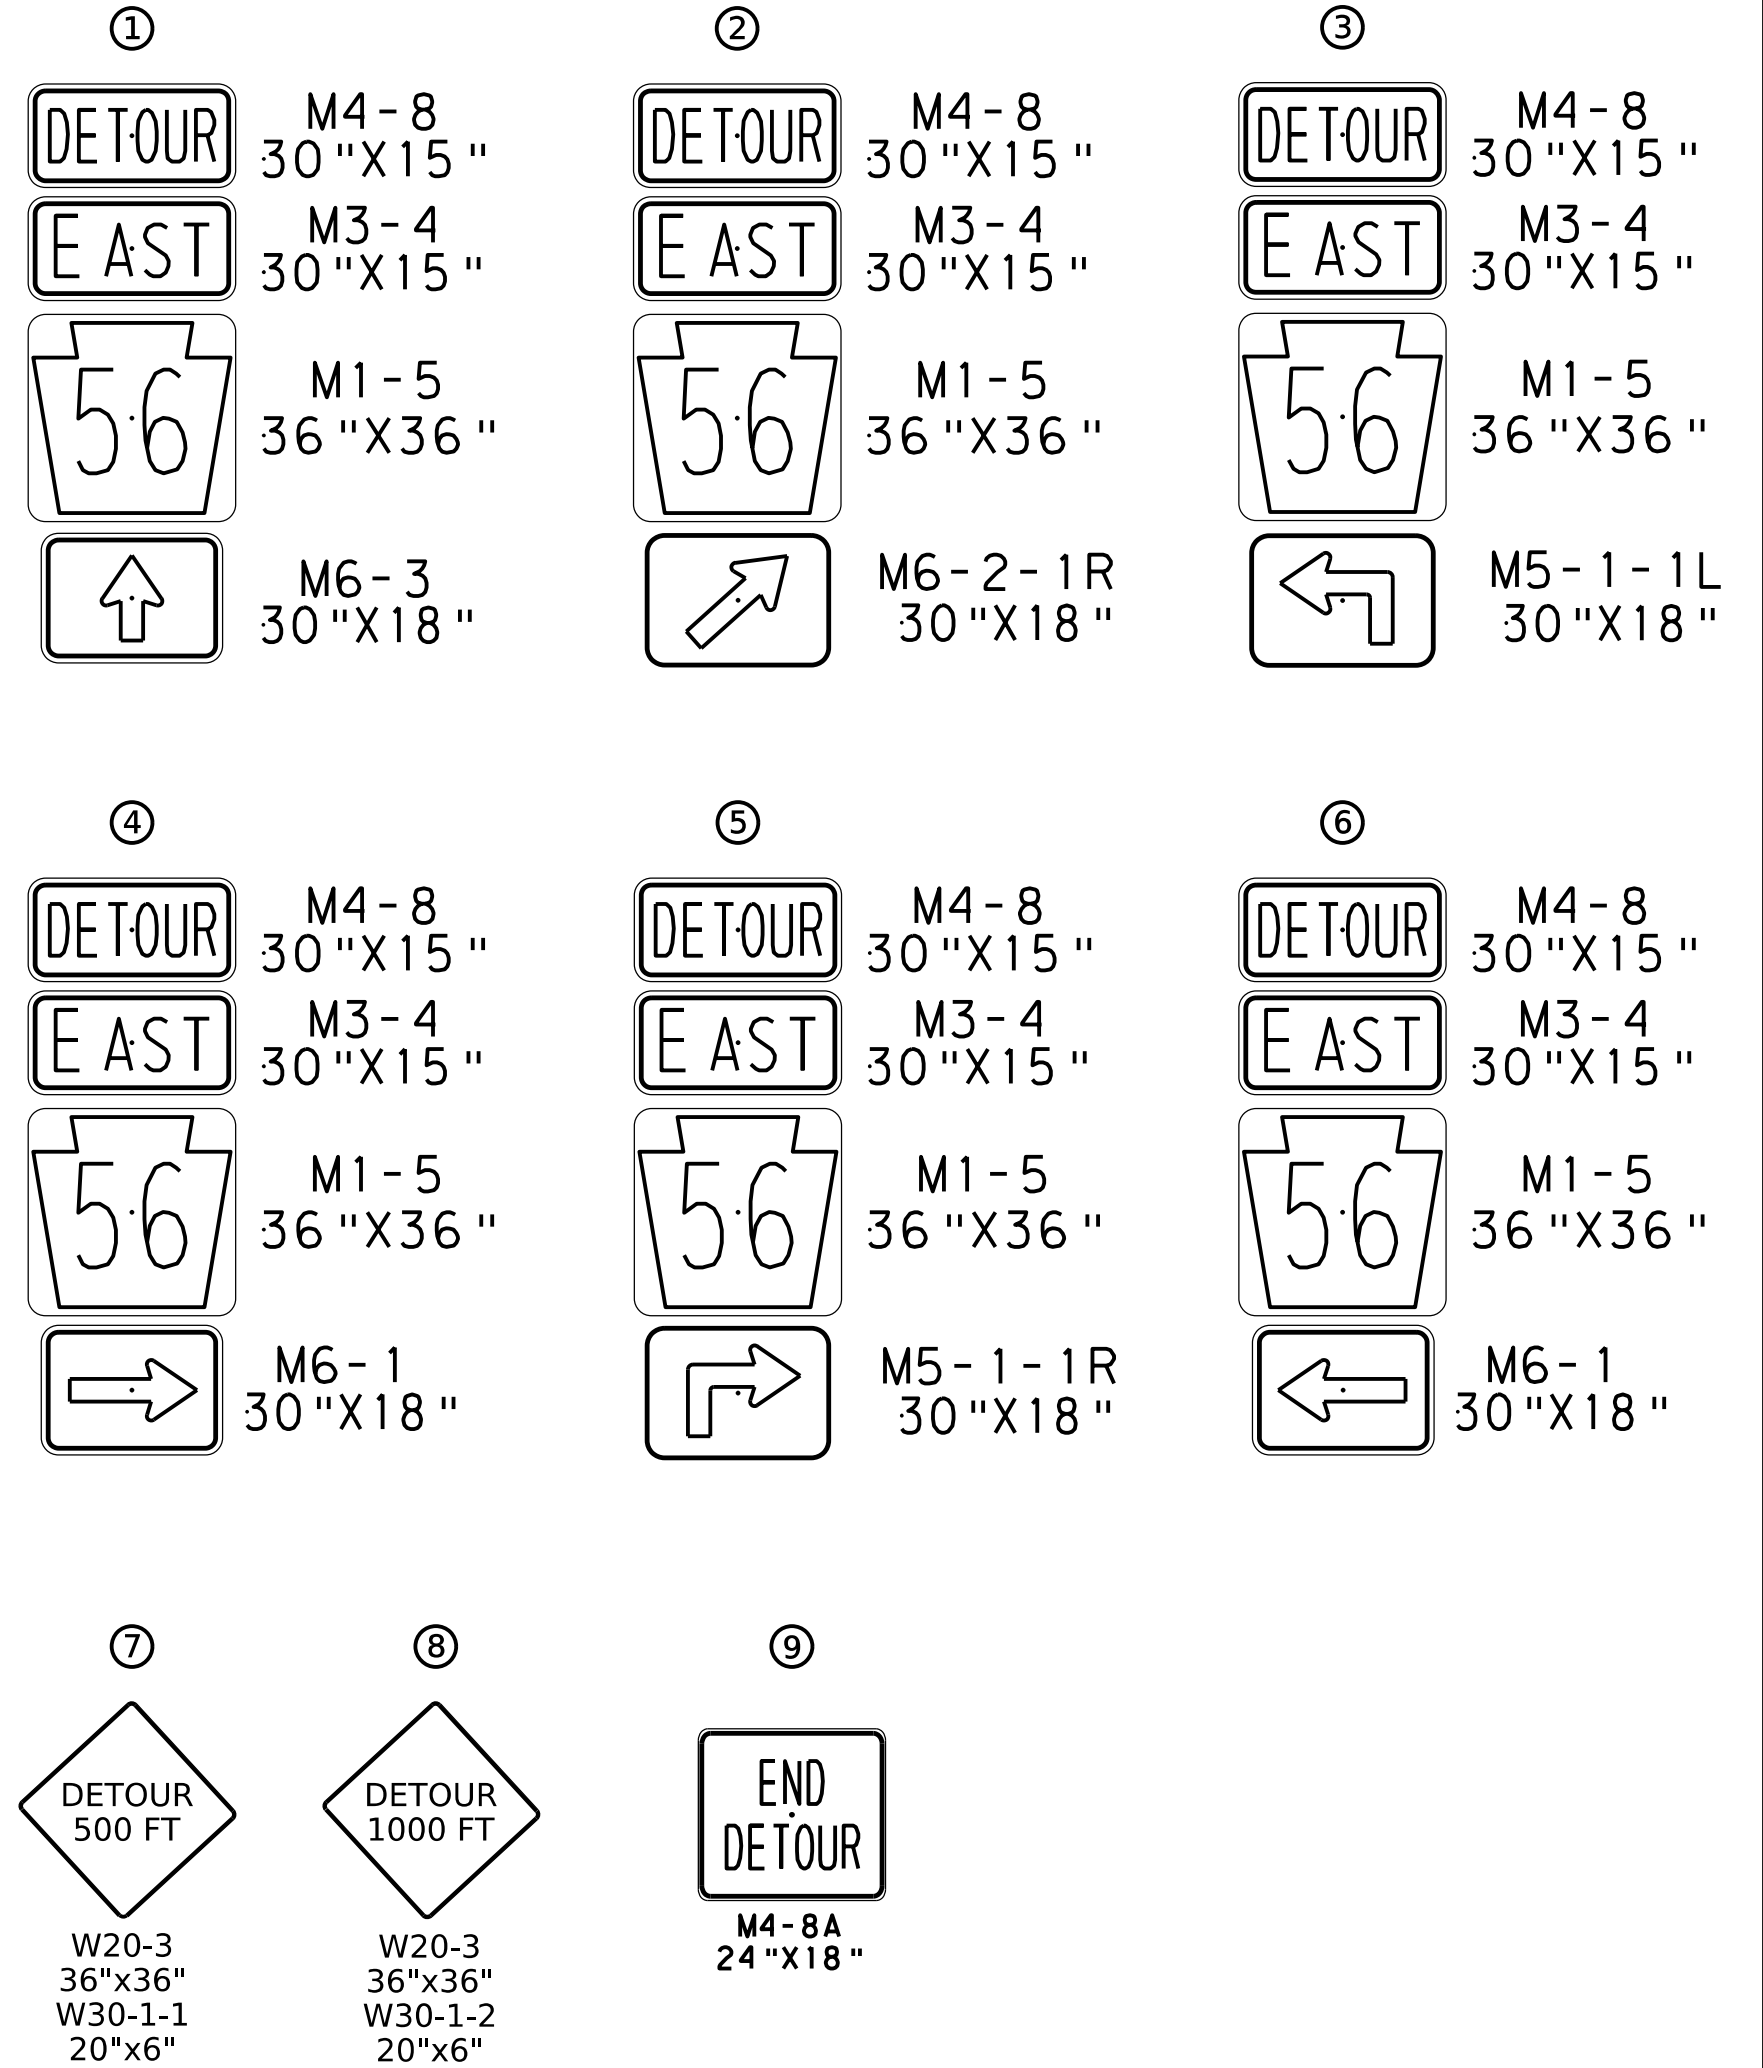 1
DETOUR
M4-8
30"X15"
EAST
M3-4
30"X15"
56
M1-5
36"X36"
M6-3
30"X18"
2
DETOUR
M4-8
30"X15"
EAST
M3-4
30"X15"
56
M1-5
36"X36"
M6-2-1R
30"X18"
3
DETOUR
M4-8
30"X15"
EAST
M3-4
30"X15"
56
M1-5
36"X36"
M5-1-1L
30"X18"
4
DETOUR
M4-8
30"X15"
EAST
M3-4
30"X15"
56
M1-5
36"X36"
M6-1
30"X18"
5
DETOUR
M4-8
30"X15"
EAST
M3-4
30"X15"
56
M1-5
36"X36"
M5-1-1R
30"X18"
6
DETOUR
M4-8
30"X15"
EAST
M3-4
30"X15"
56
M1-5
36"X36"
M6-1
30"X18"
7
DETOUR
500 FT
W20-3
36"x36"
W30-1-1
20"x6"
8
DETOUR
1000 FT
W20-3
36"x36"
W30-1-2
20"x6"
9
END
DETOUR
M4-8A
24"X18"